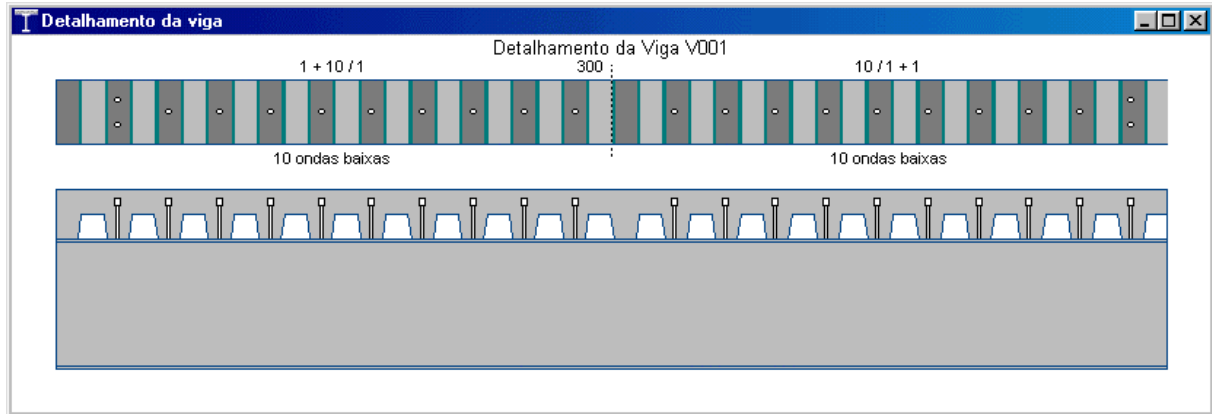 Detalhamento da viga
Detalhamento da Viga V001
1 + 10 / 1 300 10 / 1 + 1
10 ondas baixas 10 ondas baixas